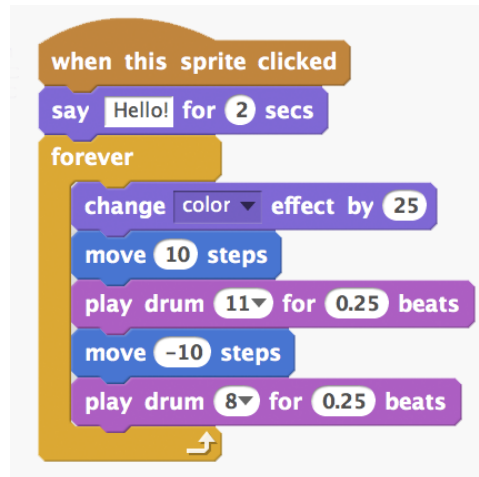 when this sprite clicked
say Hello! for 2 secs
forever
change color effect by 25
move 10 steps
play drum 11 for 0.25 beats
move -10 steps
play drum 8 for 0.25 beats